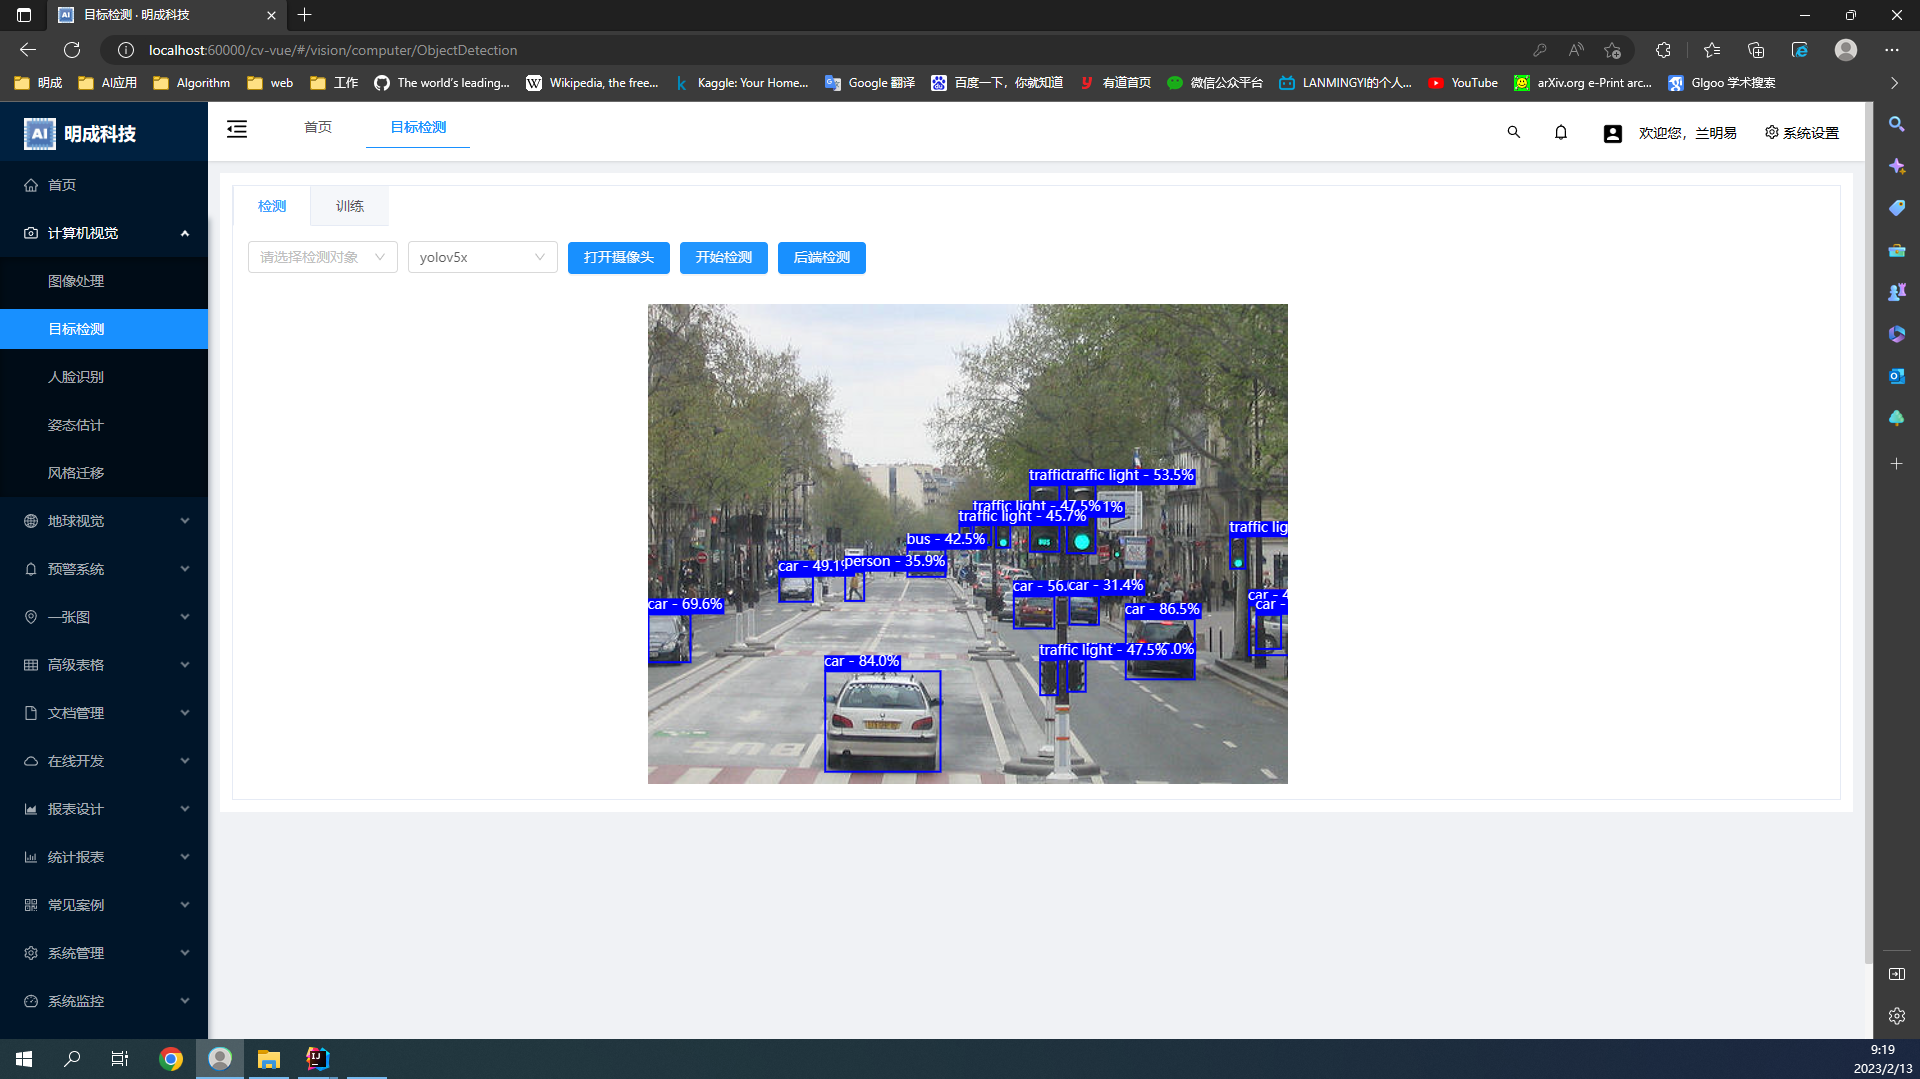 目标检测 · 明成科技
localhost:60000/cv-vue/#/vision/computer/ObjectDetection
明成
AI应用
Algorithm
web
工作
The world's leading...
Wikipedia, the free...
Kaggle: Your Home...
Google 翻译
百度一下，你就知道
有道首页
微信公众平台
LANMINGYI的个人...
YouTube
arXiv.org e-Print arc...
Glgoo 学术搜索
AI 明成科技
首页
目标检测
欢迎您，兰明易
系统设置
首页
计算机视觉
图像处理
目标检测
人脸识别
姿态估计
风格迁移
地球视觉
预警系统
一张图
高级表格
文档管理
在线开发
报表设计
统计报表
常见案例
系统管理
系统监控
检测
训练
请选择检测对象
yolov5x
打开摄像头
开始检测
后端检测
traffic
traffic light - 53.5%
traffic light - 47.5%
1%
traffic light - 45.7%
traffic lig
bus - 42.5%
BUS
car - 49.1
person - 35.9%
car - 56.
car - 31.4%
car - 4
car -
car - 69.6%
car - 86.5%
traffic light - 47.5%
.0%
car - 84.0%
BUS
9:19
2023/2/13